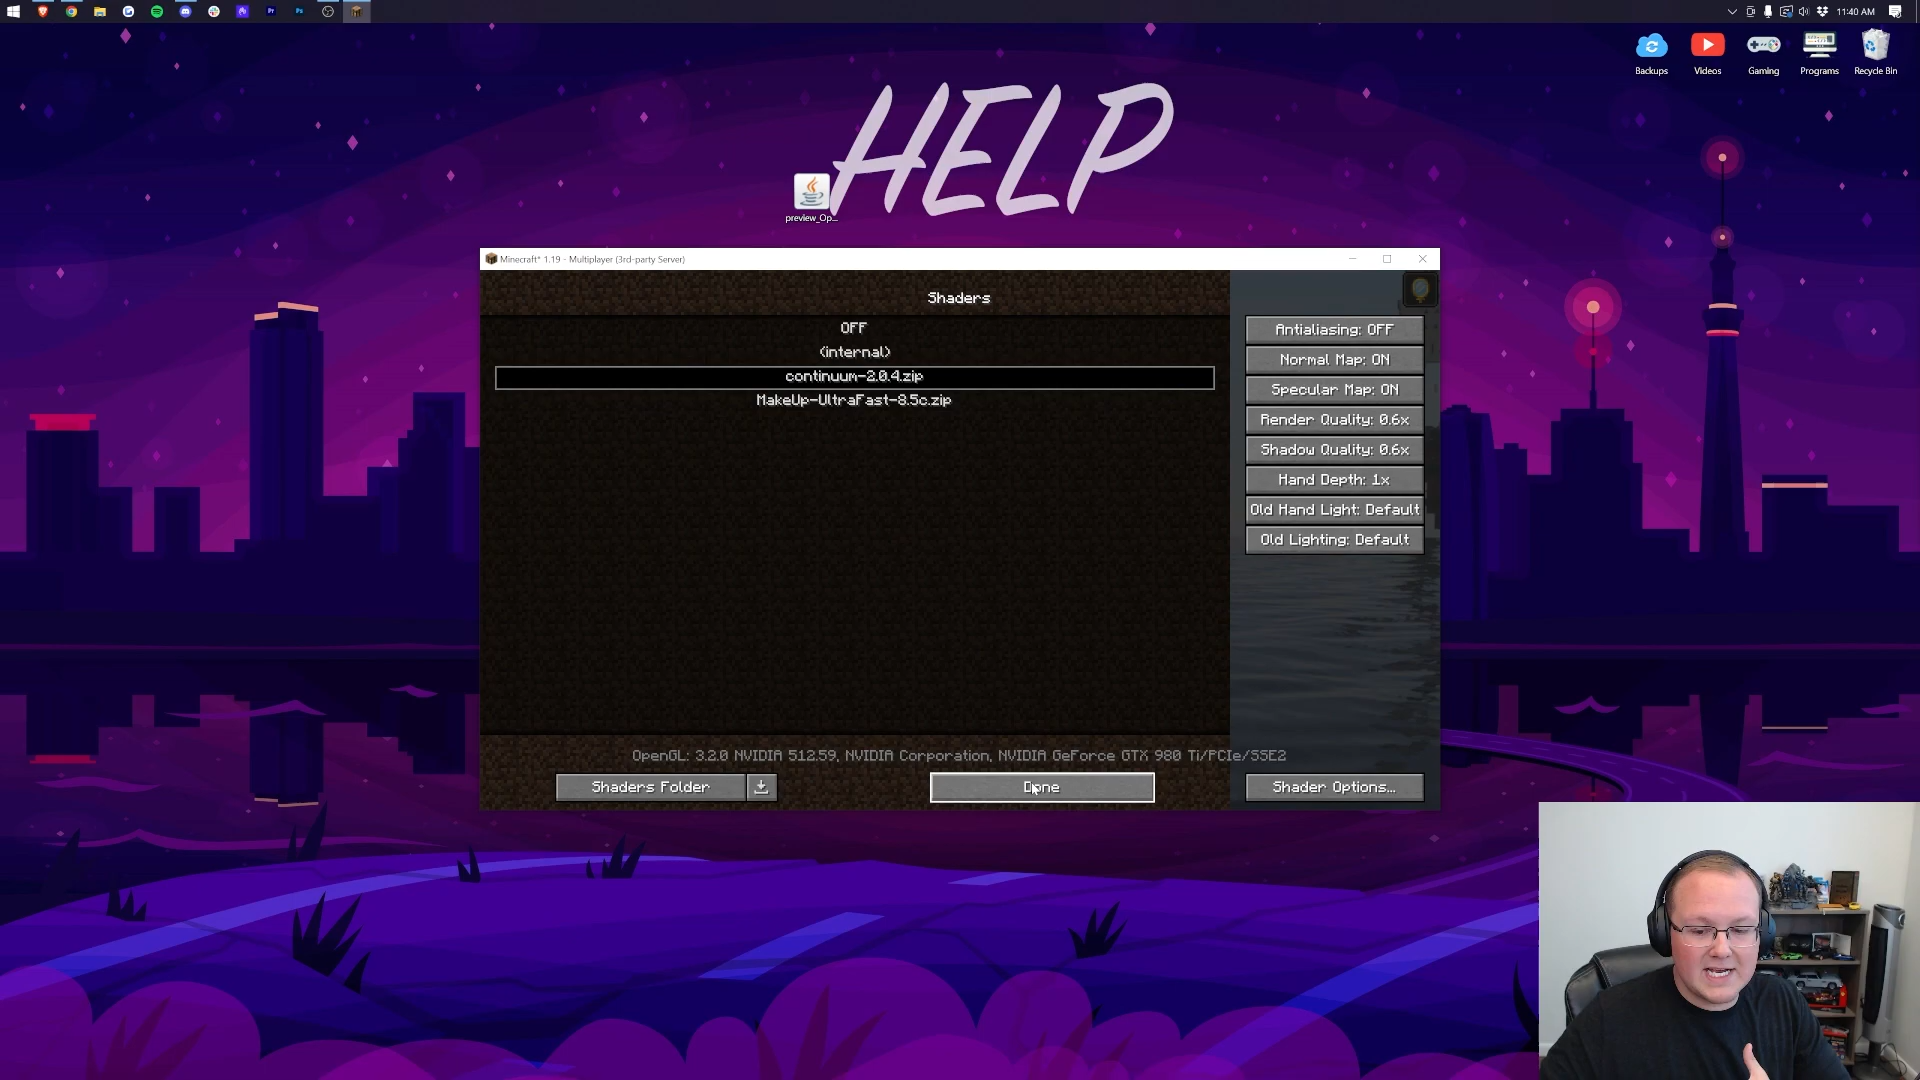 11:40 AM
Backups
Videos
Gaming
Programs
Recycle Bin
HELP
preview_Op...
Minecraft* 1.19 - Multiplayer (3rd-party Server)
Shaders
OFF
(internal)
continuum-2.0.4.zip
MakeUp-UltraFast-8.5c.zip
Antialiasing: OFF
Normal Map: ON
Specular Map: ON
Render Quality: 0.6x
Shadow Quality: 0.6x
Hand Depth: 1x
Old Hand Light: Default
Old Lighting: Default
OpenGL: 3.2.0 NVIDIA 512.59, NVIDIA Corporation, NVIDIA GeForce GTX 980 Ti/PCIe/SSE2
Shaders Folder
Done
Shader Options...